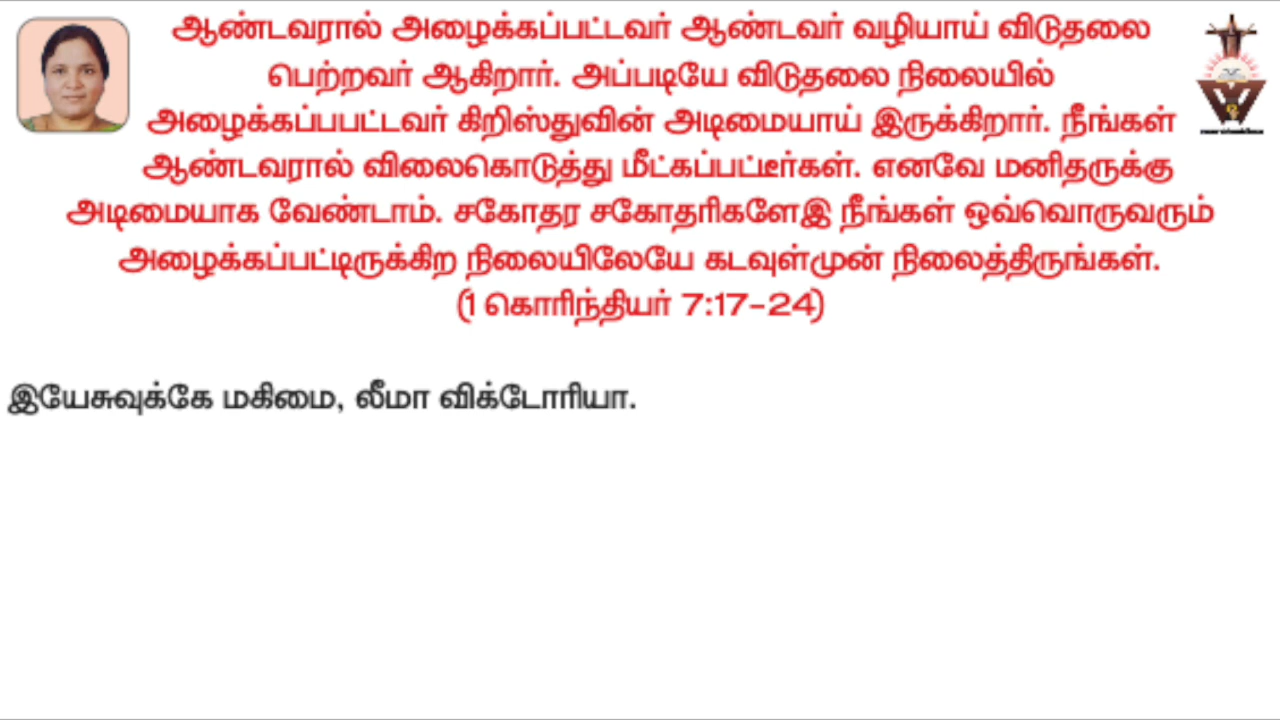 ஆண்டவரால் அழைக்கப்பட்டவர் ஆண்டவர் வழியாய் விடுதலை
பெற்றவர் ஆகிறார். அப்படியே விடுதலை நிலையில்
அழைக்கப்பபட்டவர் கிறிஸ்துவின் அடிமையாய் இருக்கிறார். நீங்கள்
ஆண்டவரால் விலைகொடுத்து மீட்கப்பட்டீர்கள். எனவே மனிதருக்கு
அடிமையாக வேண்டாம். சகோதர சகோதரிகளேஇ நீங்கள் ஒவ்வொருவரும்
அழைக்கப்பட்டிருக்கிற நிலையிலேயே கடவுள்முன் நிலைத்திருங்கள்.
(1 கொரிந்தியர் 7:17-24)
இயேசுவுக்கே மகிமை, லீமா விக்டோரியா.